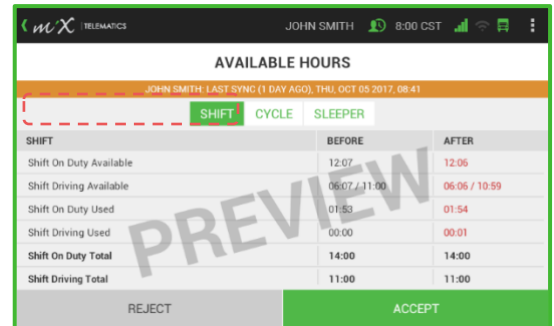 miX TELEMATICS JOHN SMITH 8:00 CST
AVAILABLE HOURS
JOHN SMITH: LAST SYNC (1 DAY AGO), THU, OCT 05 2017, 08:41
SHIFT CYCLE SLEEPER
SHIFT BEFORE AFTER
Shift On Duty Available 12:07 12:06
Shift Driving Available 06:07 / 11:00 06:06 / 10:59
Shift On Duty Used 01:53 01:54
Shift Driving Used 00:00 00:01
Shift On Duty Total 14:00 14:00
Shift Driving Total 11:00 11:00
PREVIEW
REJECT ACCEPT